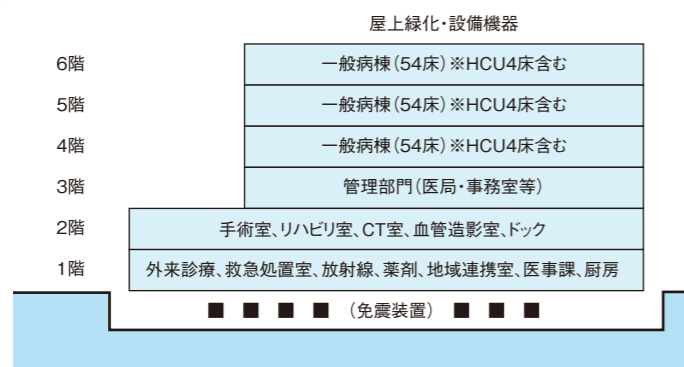 屋上緑化・設備機器
6階 一般病棟(54床)※HCU4床含む
5階 一般病棟(54床)※HCU4床含む
4階 一般病棟(54床)※HCU4床含む
3階 管理部門(医局・事務室等)
2階 手術室、リハビリ室、CT室、血管造影室、ドック
1階 外来診療、救急処置室、放射線、薬剤、地域連携室、医事課、厨房
(免震装置)